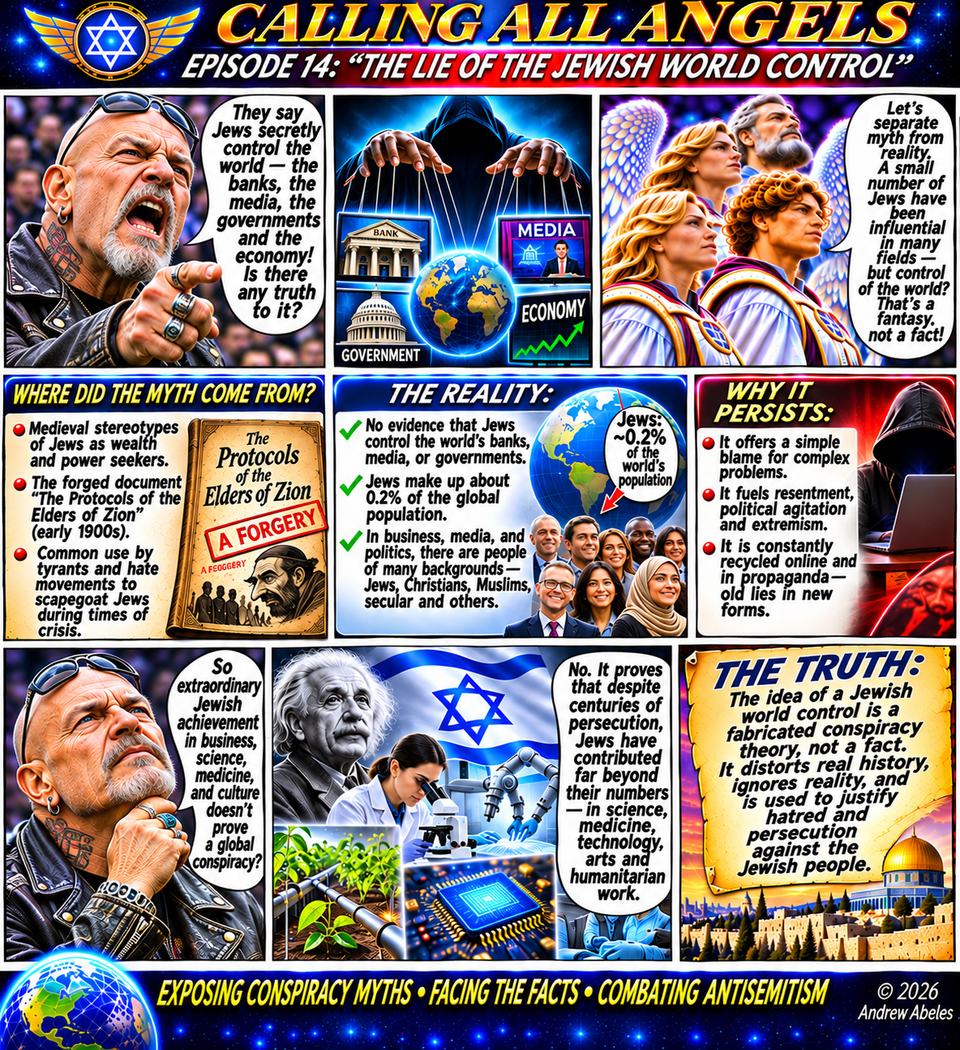 CALLING ALL ANGELS
EPISODE 14: “THE LIE OF THE JEWISH WORLD CONTROL”
They say
Jews secretly
control the
world — the
banks, the
media, the
governments
and the
economy!
Is there
any truth
to it?
BANK
MEDIA
GOVERNMENT
ECONOMY
Let’s
separate
myth from
reality.
A small
number of
Jews have
been
influential
in many
fields —
but control
of the world?
That’s a
fantasy,
not a fact!
WHERE DID THE MYTH COME FROM?
Medieval stereotypes
of Jews as wealth
and power seekers.
The forged document
“The Protocols of the
Elders of Zion”
(early 1900s).
Common use by
tyrants and hate
movements to
scapegoat Jews
during times of
crisis.
The
Protocols
of the
Elders of Zion
A FORGERY
A FEOGGERY
THE REALITY:
No evidence that Jews
control the world’s banks,
media, or governments.
Jews make up about
0.2% of the global
population.
In business, media, and
politics, there are people
of many backgrounds—
Jews, Christians, Muslims,
secular and others.
Jews:
~0.2%
of the
world’s
population
WHY IT
PERSISTS:
It offers a simple
blame for complex
problems.
It fuels resentment,
political agitation
and extremism.
It is constantly
recycled online and
in propaganda—
old lies in new
forms.
So
extraordinary
Jewish
achievement
in business,
science,
medicine,
and culture
doesn’t
prove
a global
conspiracy?
No. It proves
that despite
centuries of
persecution,
Jews have
contributed
far beyond
their numbers
— in science,
medicine,
technology,
arts and
humanitarian
work.
THE TRUTH:
The idea of a Jewish
world control is a
fabricated conspiracy
theory, not a fact.
It distorts real history,
ignores reality, and
is used to justify
hatred and
persecution
against the
Jewish people.
EXPOSING CONSPIRACY MYTHS • FACING THE FACTS • COMBATING ANTISEMITISM
© 2026
Andrew Abeles